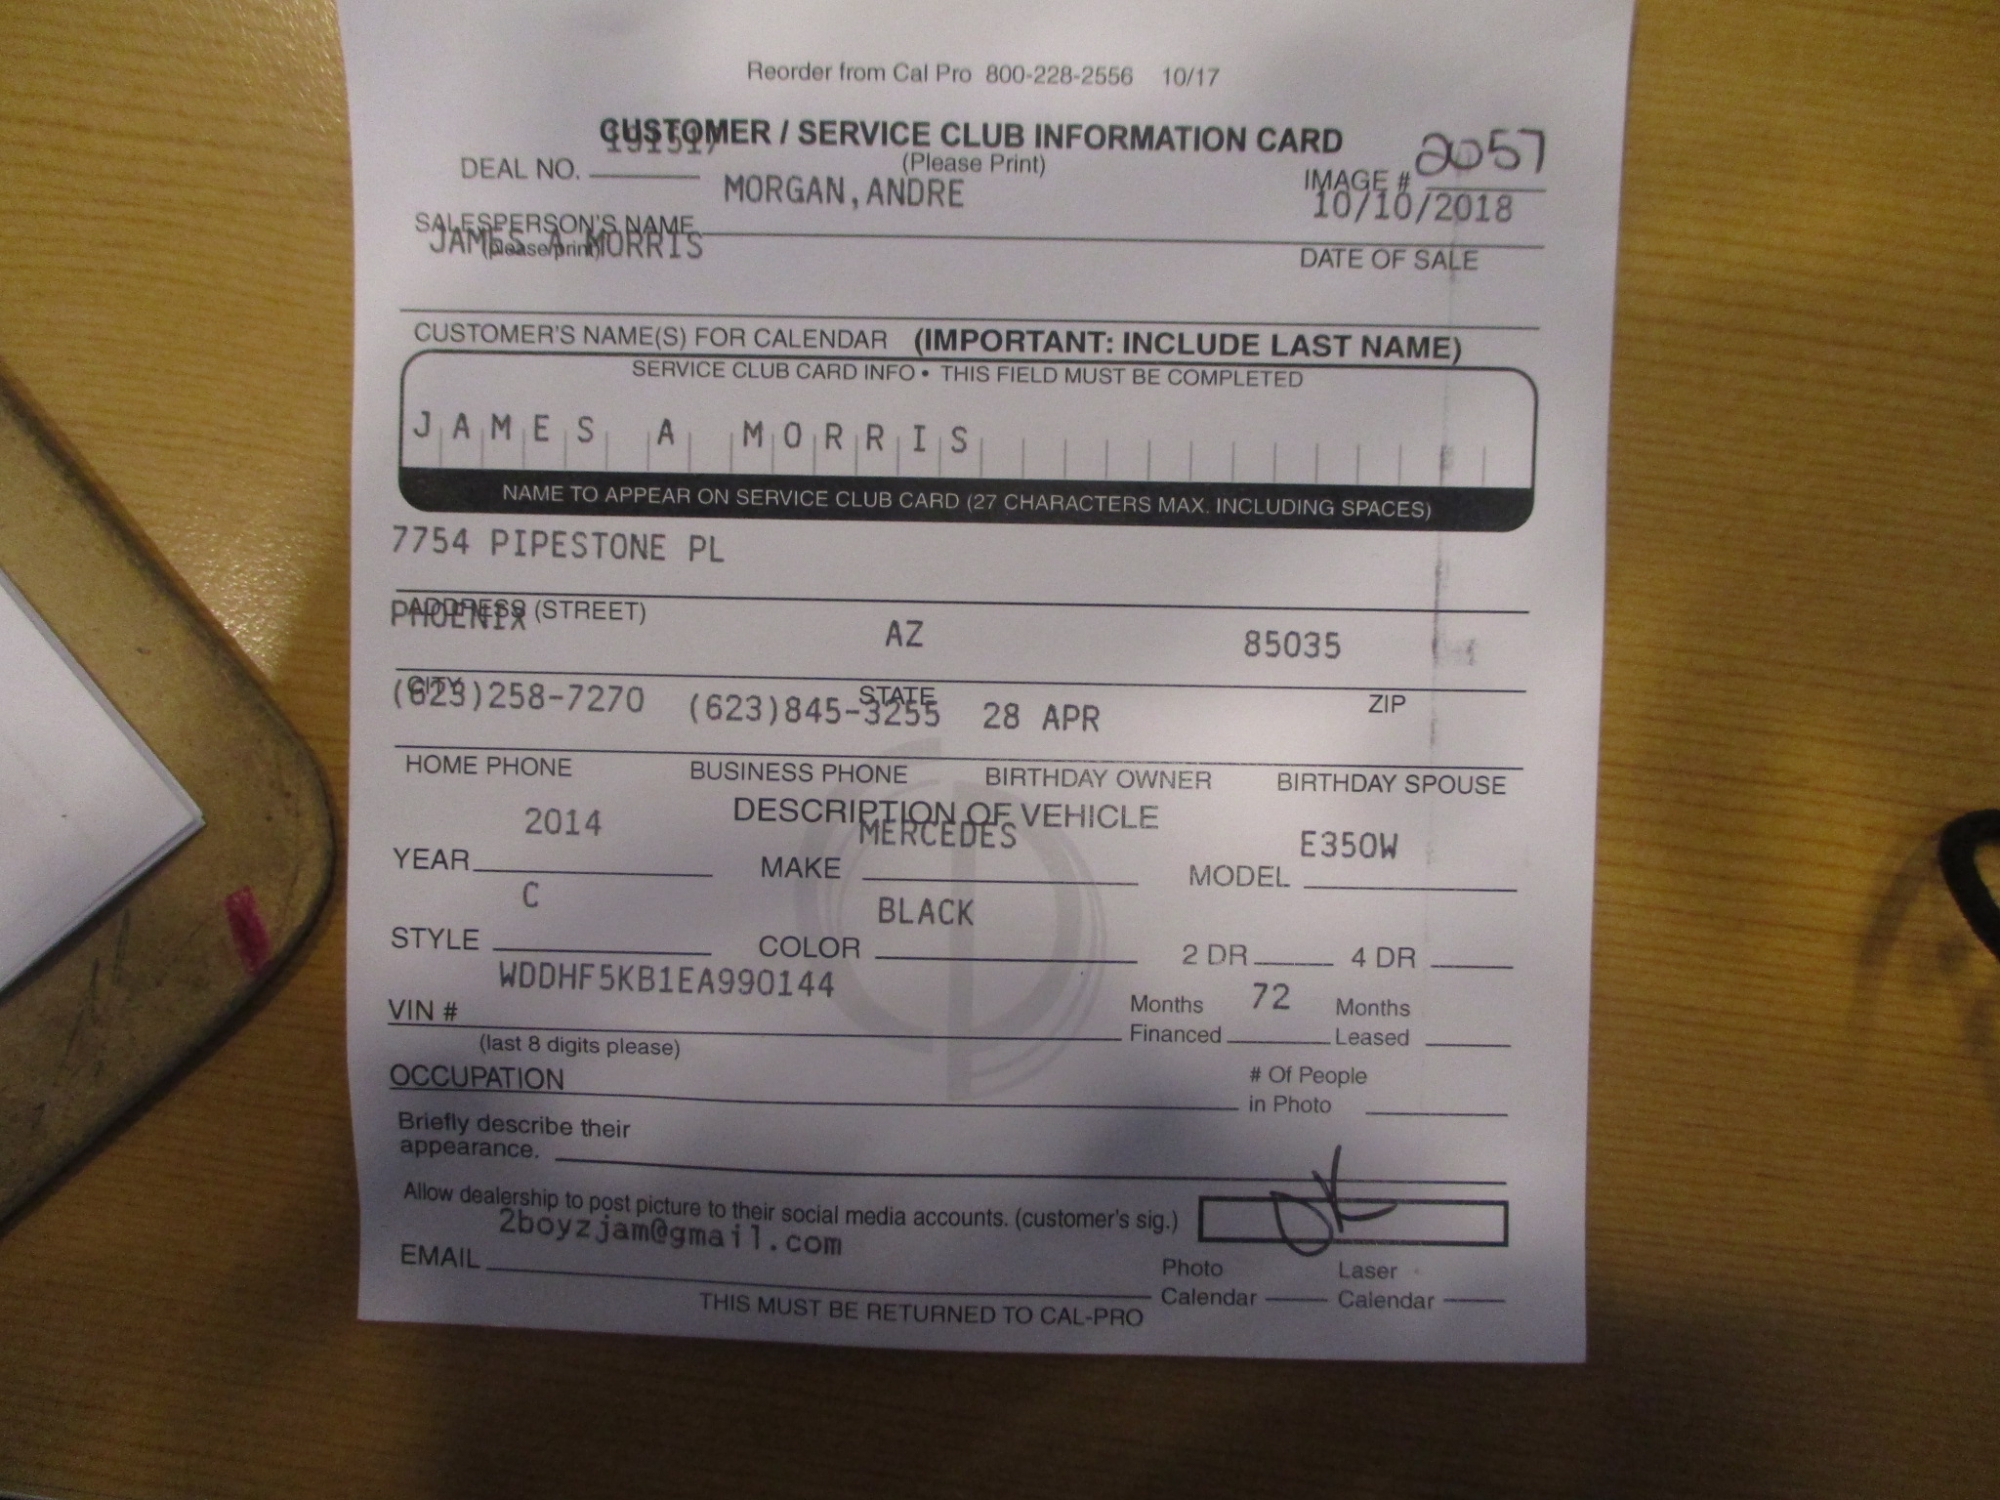 Reorder from Cal Pro 800-228-2556 10/17
CUSTOMER / SERVICE CLUB INFORMATION CARD
191517
(Please Print)
DEAL NO.
IMAGE # 2057
MORGAN,ANDRE
10/10/2018
SALESPERSON'S NAME
(please print)
DATE OF SALE
JAMES A MORRIS
CUSTOMER'S NAME(S) FOR CALENDAR (IMPORTANT: INCLUDE LAST NAME)
SERVICE CLUB CARD INFO • THIS FIELD MUST BE COMPLETED
JAMES A MORRIS
NAME TO APPEAR ON SERVICE CLUB CARD (27 CHARACTERS MAX. INCLUDING SPACES)
7754 PIPESTONE PL
ADDRESS (STREET)
PHOENIX AZ 85035
CITY STATE ZIP
(623)258-7270 (623)845-3255 28 APR
HOME PHONE BUSINESS PHONE BIRTHDAY OWNER BIRTHDAY SPOUSE
DESCRIPTION OF VEHICLE
2014 MERCEDES E350W
YEAR MAKE MODEL
C BLACK
STYLE COLOR 2 DR 4 DR
WDDHF5KB1EA990144
VIN #
(last 8 digits please)
Months Financed 72 Months Leased
OCCUPATION
# Of People in Photo
Briefly describe their
appearance.
Allow dealership to post picture to their social media accounts. (customer's sig.)
2boyzjam@gmail.com
EMAIL
Photo Calendar Laser Calendar
THIS MUST BE RETURNED TO CAL-PRO